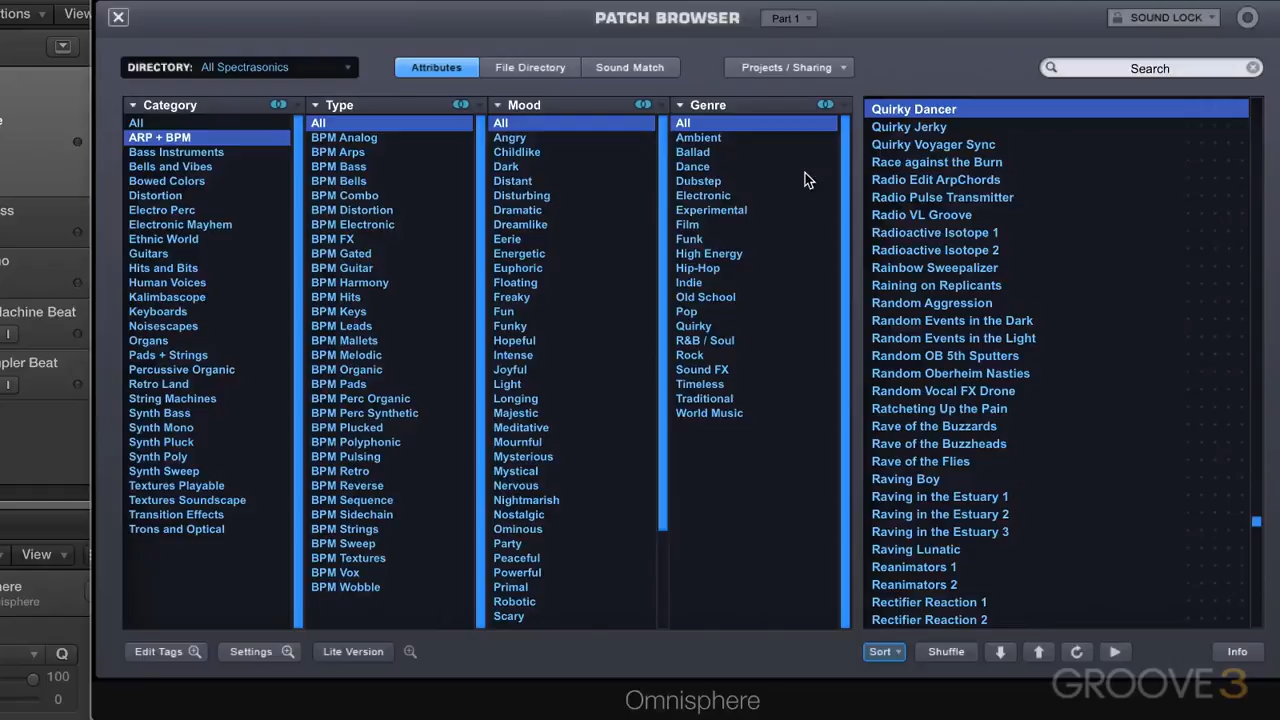 tions
View
PATCH BROWSER
Part 1
SOUND LOCK
DIRECTORY: All Spectrasonics
Attributes
File Directory
Sound Match
Projects / Sharing
Search
Category
All
ARP + BPM
Bass Instruments
Bells and Vibes
Bowed Colors
Distortion
Electro Perc
Electronic Mayhem
Ethnic World
Guitars
Hits and Bits
Human Voices
Kalimbascope
Keyboards
Noisescapes
Organs
Pads + Strings
Percussive Organic
Retro Land
String Machines
Synth Bass
Synth Mono
Synth Pluck
Synth Poly
Synth Sweep
Textures Playable
Textures Soundscape
Transition Effects
Trons and Optical
Type
All
BPM Analog
BPM Arps
BPM Bass
BPM Bells
BPM Combo
BPM Distortion
BPM Electronic
BPM FX
BPM Gated
BPM Guitar
BPM Harmony
BPM Hits
BPM Keys
BPM Leads
BPM Mallets
BPM Melodic
BPM Organic
BPM Pads
BPM Perc Organic
BPM Perc Synthetic
BPM Plucked
BPM Polyphonic
BPM Pulsing
BPM Retro
BPM Reverse
BPM Sequence
BPM Sidechain
BPM Strings
BPM Sweep
BPM Textures
BPM Vox
BPM Wobble
Mood
All
Angry
Childlike
Dark
Distant
Disturbing
Dramatic
Dreamlike
Eerie
Energetic
Euphoric
Floating
Freaky
Fun
Funky
Hopeful
Intense
Joyful
Light
Longing
Majestic
Meditative
Mournful
Mysterious
Mystical
Nervous
Nightmarish
Nostalgic
Ominous
Party
Peaceful
Powerful
Primal
Robotic
Scary
Genre
All
Ambient
Ballad
Dance
Dubstep
Electronic
Experimental
Film
Funk
High Energy
Hip-Hop
Indie
Old School
Pop
Quirky
R&B / Soul
Rock
Sound FX
Timeless
Traditional
World Music
Quirky Dancer
Quirky Jerky
Quirky Voyager Sync
Race against the Burn
Radio Edit ArpChords
Radio Pulse Transmitter
Radio VL Groove
Radioactive Isotope 1
Radioactive Isotope 2
Rainbow Sweepalizer
Raining on Replicants
Random Aggression
Random Events in the Dark
Random Events in the Light
Random OB 5th Sputters
Random Oberheim Nasties
Random Vocal FX Drone
Ratcheting Up the Pain
Rave of the Buzzards
Rave of the Buzzheads
Rave of the Flies
Raving Boy
Raving in the Estuary 1
Raving in the Estuary 2
Raving in the Estuary 3
Raving Lunatic
Reanimators 1
Reanimators 2
Rectifier Reaction 1
Rectifier Reaction 2
e
ss
o
achine Beat
I
pler Beat
I
View
ere
nisphere
Q
100
0
Edit Tags
Settings
Lite Version
Sort
Shuffle
Info
GROOVE 3
Omnisphere